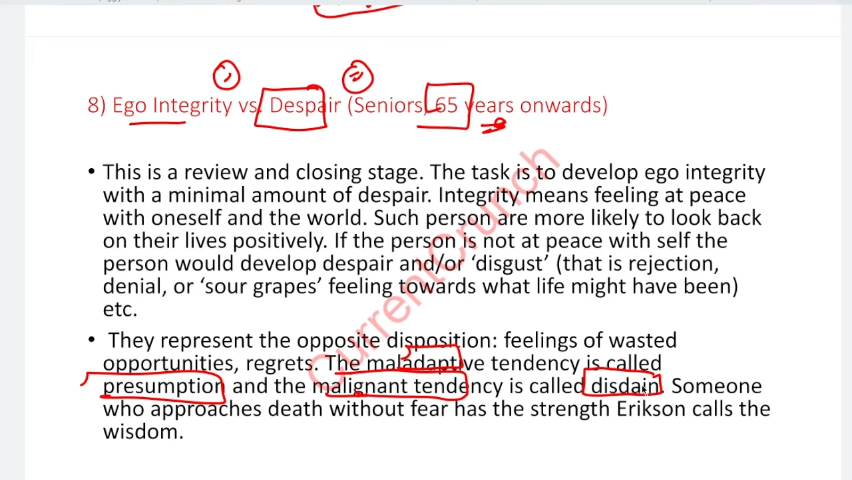 8) Ego Integrity vs. Despair (Seniors, 65 years onwards)
• This is a review and closing stage. The task is to develop ego integrity
with a minimal amount of despair. Integrity means feeling at peace
with oneself and the world. Such person are more likely to look back
on their lives positively. If the person is not at peace with self the
person would develop despair and/or ‘disgust’ (that is rejection,
denial, or ‘sour grapes’ feeling towards what life might have been)
etc.
• They represent the opposite disposition: feelings of wasted
opportunities, regrets. The maladaptive tendency is called
presumption and the malignant tendency is called disdain. Someone
who approaches death without fear has the strength Erikson calls the
wisdom.
CurrentCrunch